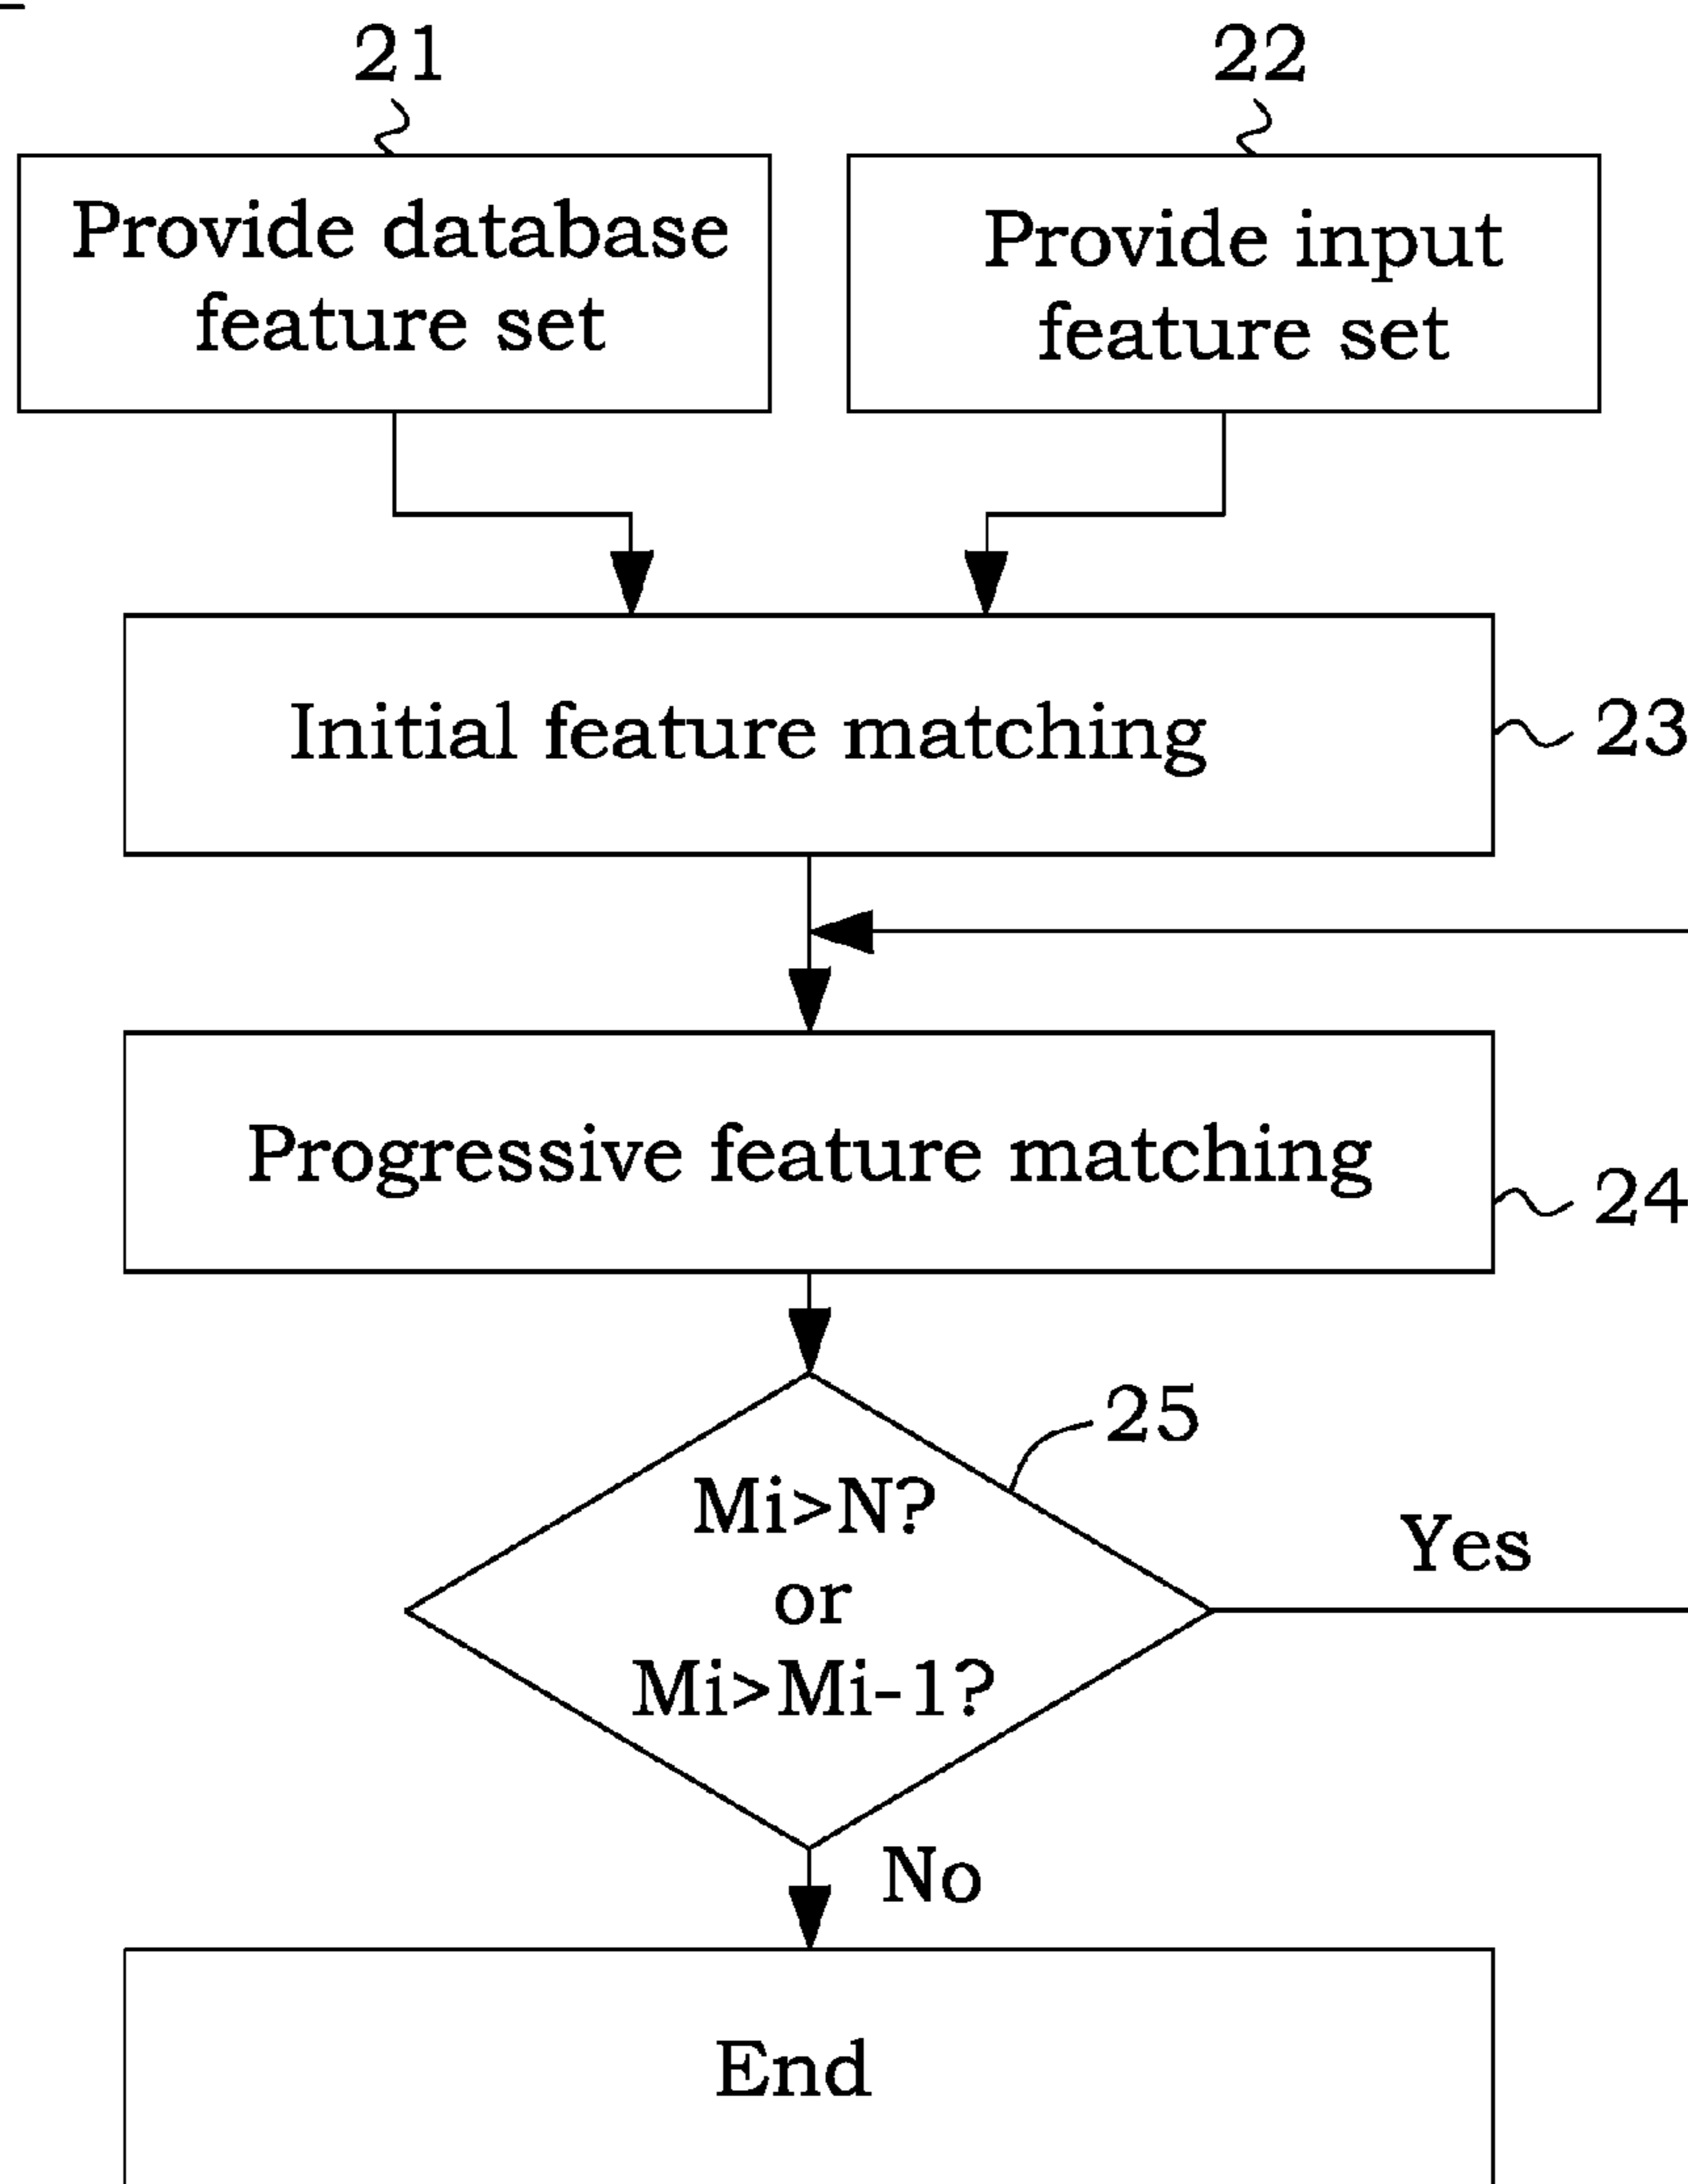 21
22
Provide database
feature set
Provide input
feature set
Initial feature matching
23
Progressive feature matching
24
25
Mi>N?
or
Mi>Mi-1?
Yes
No
End